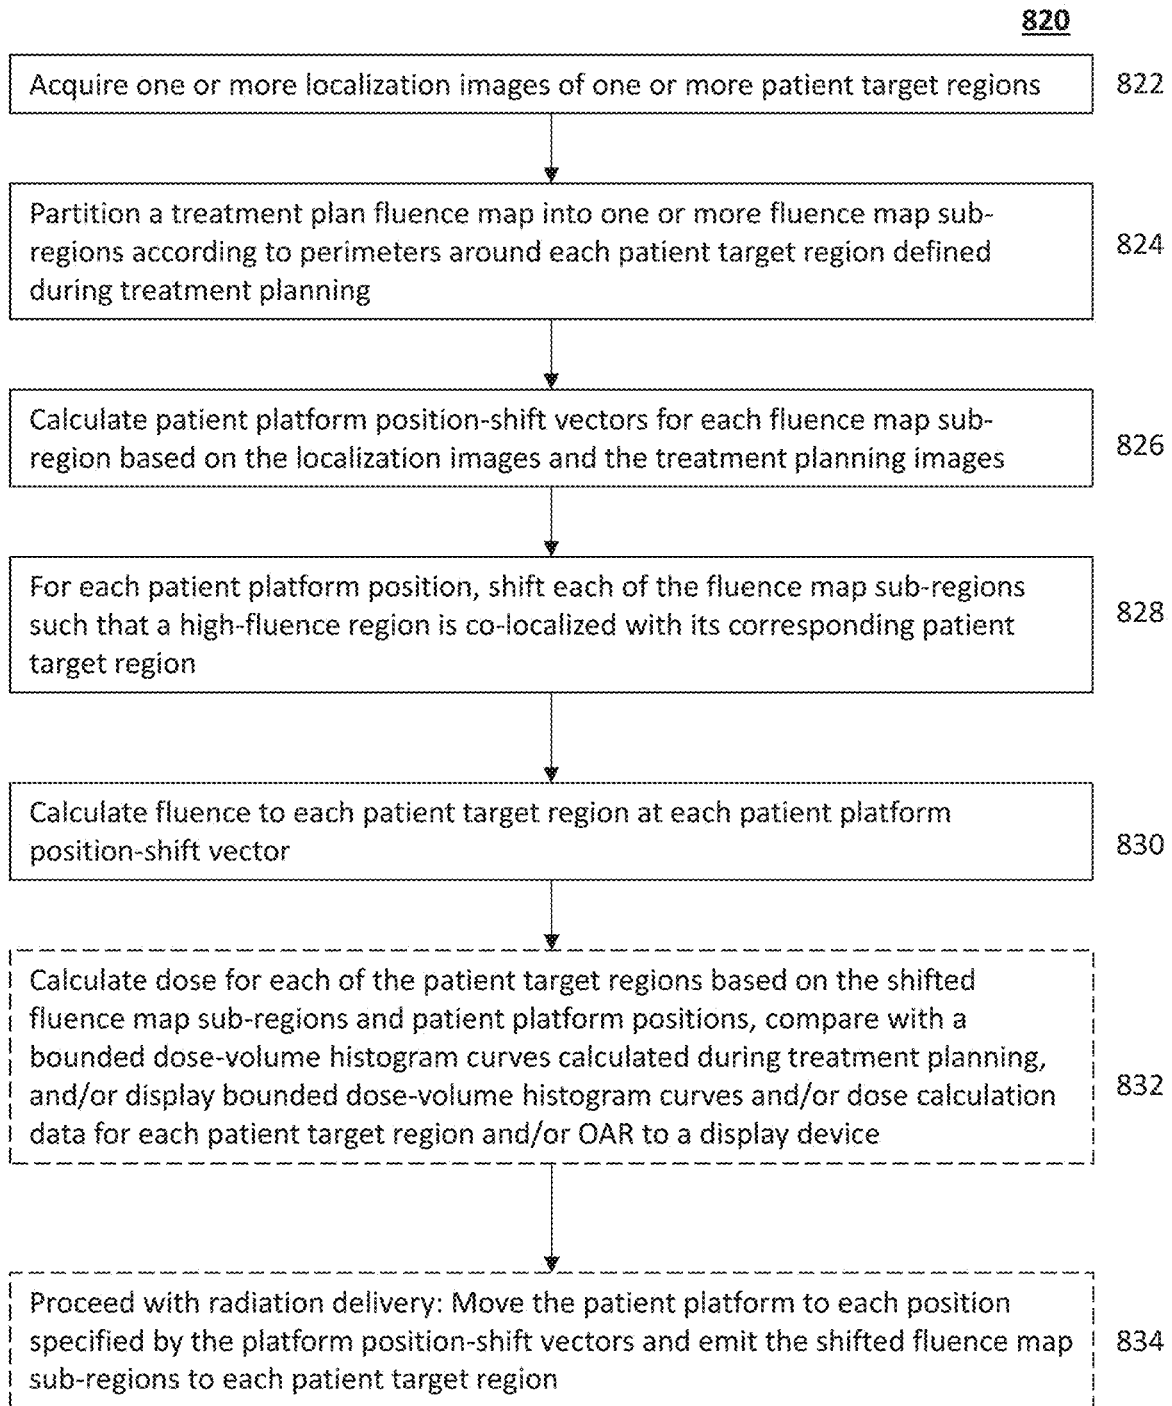 820
Acquire one or more localization images of one or more patient target regions
822
Partition a treatment plan fluence map into one or more fluence map sub-
regions according to perimeters around each patient target region defined
during treatment planning
824
Calculate patient platform position-shift vectors for each fluence map sub-
region based on the localization images and the treatment planning images
826
For each patient platform position, shift each of the fluence map sub-regions
such that a high-fluence region is co-localized with its corresponding patient
target region
828
Calculate fluence to each patient target region at each patient platform
position-shift vector
830
Calculate dose for each of the patient target regions based on the shifted
fluence map sub-regions and patient platform positions, compare with a
bounded dose-volume histogram curves calculated during treatment planning,
and/or display bounded dose-volume histogram curves and/or dose calculation
data for each patient target region and/or OAR to a display device
832
Proceed with radiation delivery: Move the patient platform to each position
specified by the platform position-shift vectors and emit the shifted fluence map
sub-regions to each patient target region
834